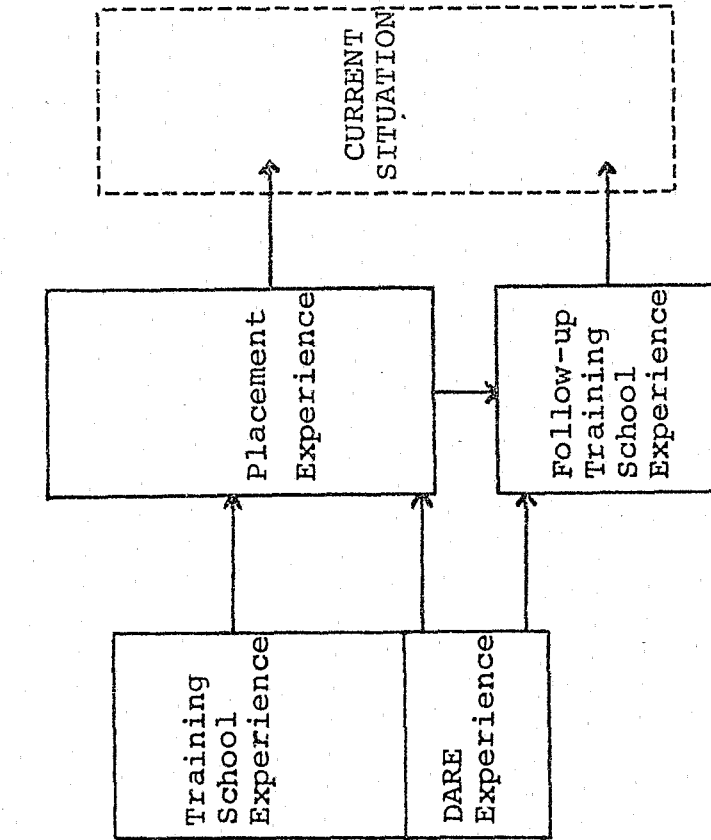 Training
School
Experience
DARE
Experience
Placement
Experience
Follow-up
Training
School
Experience
CURRENT
SITUATION